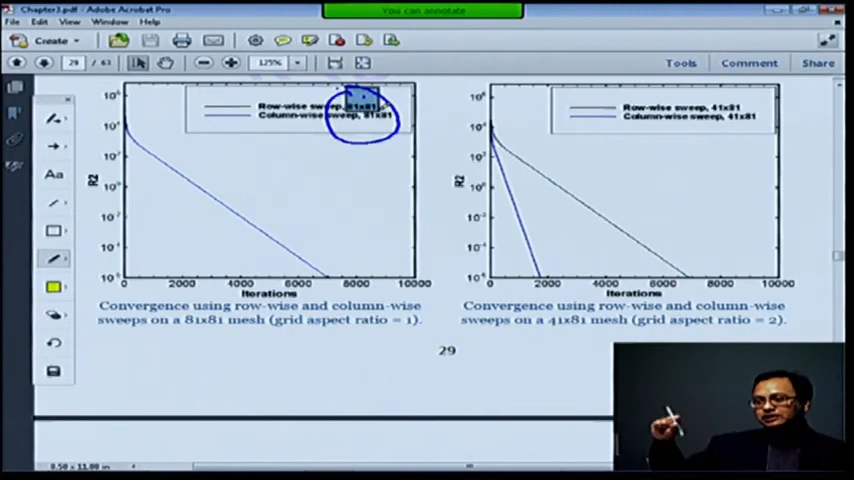 Chapter3.pdf - Adobe Acrobat Pro
You can annotate
File Edit View Window Help
Create
29 / 61
125%
Tools Comment Share
Row-wise sweep, 81x81
Column-wise sweep, 81x81
R2
0 2000 4000 6000 8000 10000
Iterations
Convergence using row-wise and column-wise
sweeps on a 81x81 mesh (grid aspect ratio = 1).
Row-wise sweep, 41x81
Column-wise sweep, 41x81
R2
0 2000 4000 6000 8000 10000
Iterations
Convergence using row-wise and column-wise
sweeps on a 41x81 mesh (grid aspect ratio = 2).
29
Aa
8.50 x 11.00 in